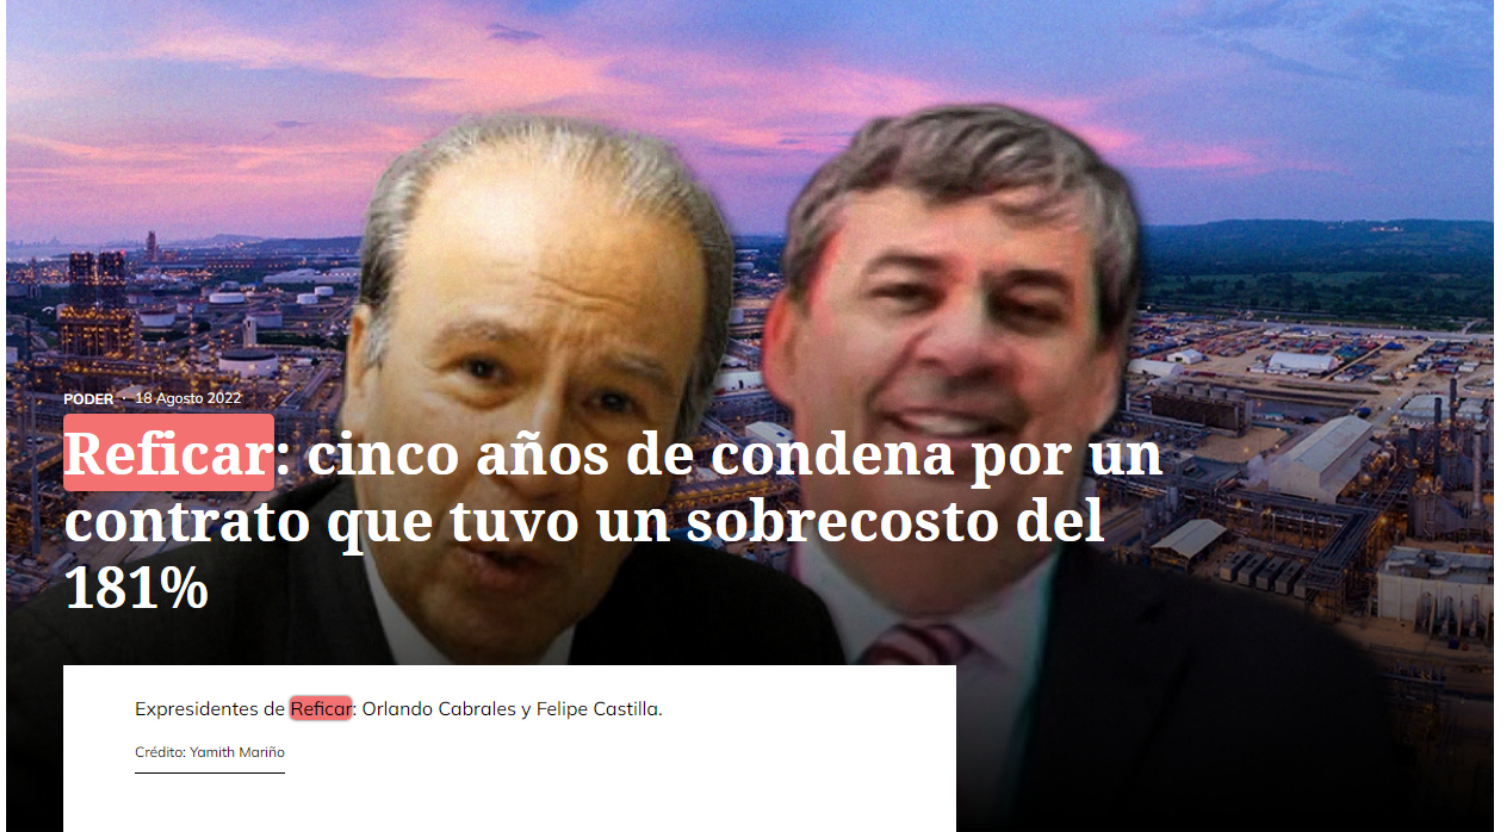 PODER · 18 Agosto 2022
Reficar: cinco años de condena por un
contrato que tuvo un sobrecosto del
181%
Expresidentes de Reficar: Orlando Cabrales y Felipe Castilla.
Crédito: Yamith Mariño